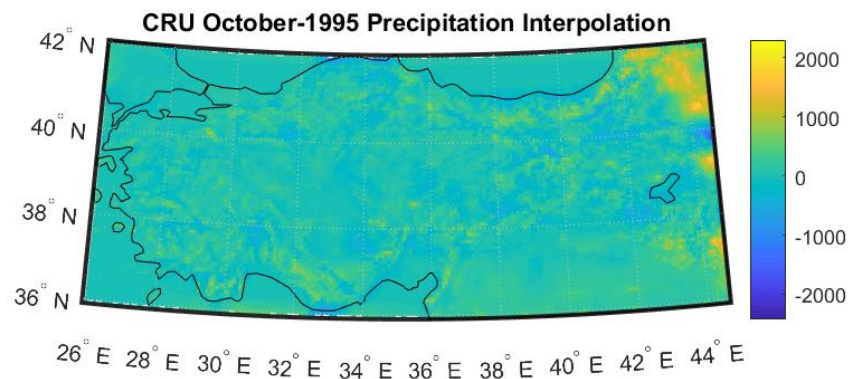 CRU October-1995 Precipitation Interpolation
42° N
40° N
38° N
36° N
26° E 28° E 30° E 32° E 34° E 36° E 38° E 40° E 42° E 44° E
2000
1000
0
-1000
-2000